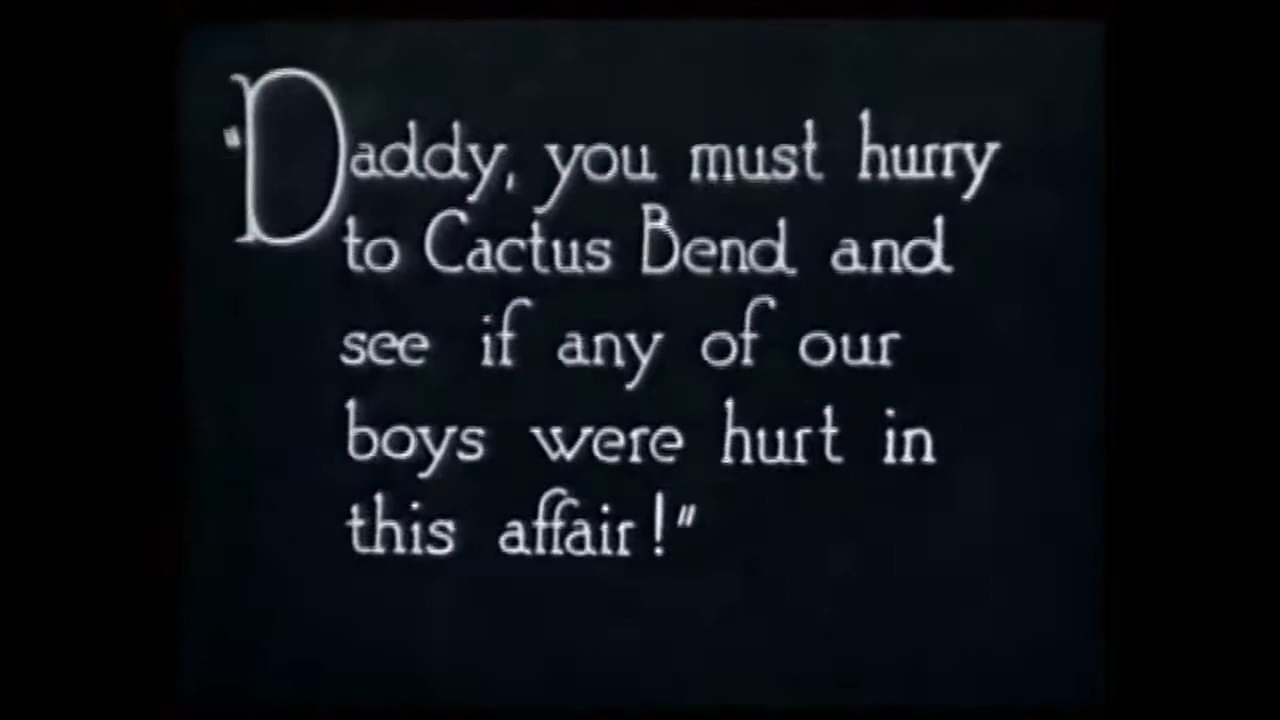 "Daddy, you must hurry
to Cactus Bend and
see if any of our
boys were hurt in
this affair!"